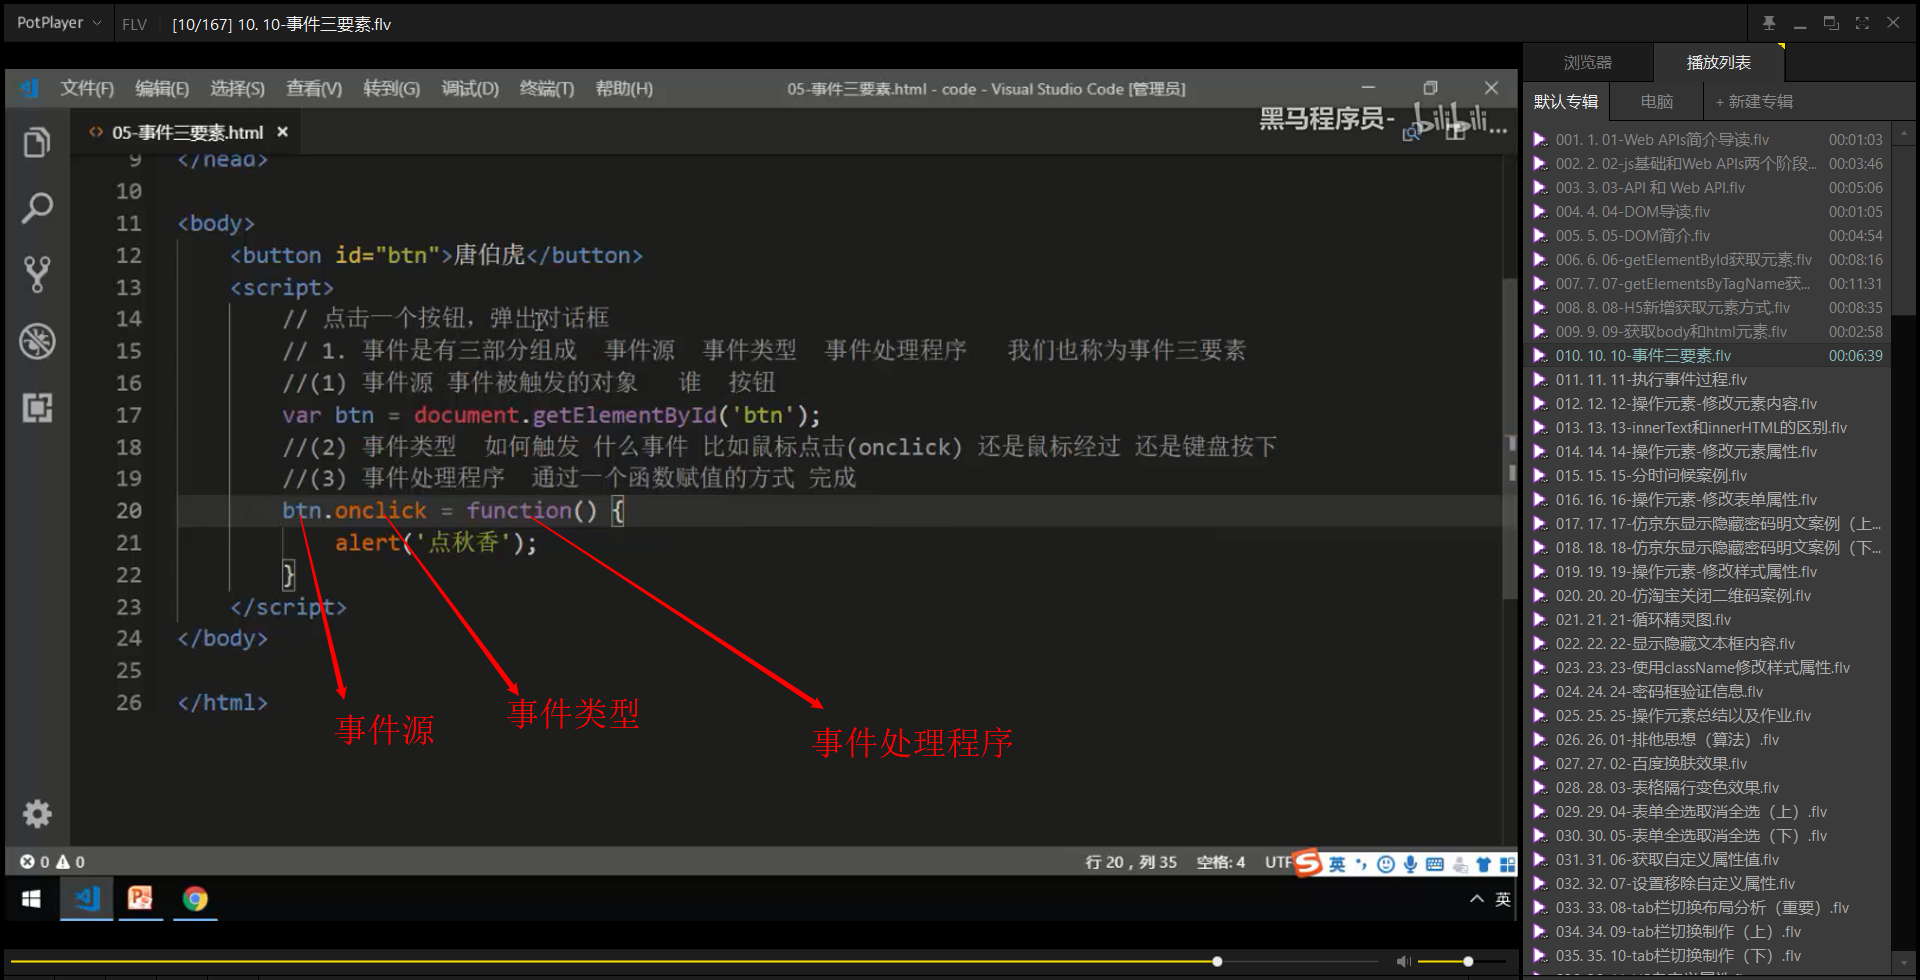 PotPlayer
FLV
[10/167] 10. 10-事件三要素.flv
文件(F) 编辑(E) 选择(S) 查看(V) 转到(G) 调试(D) 终端(T) 帮助(H)
05-事件三要素.html - code - Visual Studio Code [管理员]
05-事件三要素.html
黑马程序员- bilibili
9 </head>
10
11 <body>
12 <button id="btn">唐伯虎</button>
13 <script>
14 // 点击一个按钮，弹出对话框
15 // 1. 事件是有三部分组成 事件源 事件类型 事件处理程序 我们也称为事件三要素
16 //(1) 事件源 事件被触发的对象 谁 按钮
17 var btn = document.getElementById('btn');
18 //(2) 事件类型 如何触发 什么事件 比如鼠标点击(onclick) 还是鼠标经过 还是键盘按下
19 //(3) 事件处理程序 通过一个函数赋值的方式 完成
20 btn.onclick = function() {
21 alert('点秋香');
22 }
23 </script>
24 </body>
25
26 </html>
事件源
事件类型
事件处理程序
0 0
行 20，列 35 空格: 4 UTF
英
英
浏览器
播放列表
默认专辑
电脑
+ 新建专辑
001. 1. 01-Web APIs简介导读.flv 00:01:03
002. 2. 02-js基础和Web APIs两个阶段... 00:03:46
003. 3. 03-API 和 Web API.flv 00:05:06
004. 4. 04-DOM导读.flv 00:01:05
005. 5. 05-DOM简介.flv 00:04:54
006. 6. 06-getElementById获取元素.flv 00:08:16
007. 7. 07-getElementsByTagName获... 00:11:31
008. 8. 08-H5新增获取元素方式.flv 00:08:35
009. 9. 09-获取body和html元素.flv 00:02:58
010. 10. 10-事件三要素.flv 00:06:39
011. 11. 11-执行事件过程.flv
012. 12. 12-操作元素-修改元素内容.flv
013. 13. 13-innerText和innerHTML的区别.flv
014. 14. 14-操作元素-修改元素属性.flv
015. 15. 15-分时问候案例.flv
016. 16. 16-操作元素-修改表单属性.flv
017. 17. 17-仿京东显示隐藏密码明文案例（上...
018. 18. 18-仿京东显示隐藏密码明文案例（下...
019. 19. 19-操作元素-修改样式属性.flv
020. 20. 20-仿淘宝关闭二维码案例.flv
021. 21. 21-循环精灵图.flv
022. 22. 22-显示隐藏文本框内容.flv
023. 23. 23-使用className修改样式属性.flv
024. 24. 24-密码框验证信息.flv
025. 25. 25-操作元素总结以及作业.flv
026. 26. 01-排他思想（算法）.flv
027. 27. 02-百度换肤效果.flv
028. 28. 03-表格隔行变色效果.flv
029. 29. 04-表单全选取消全选（上）.flv
030. 30. 05-表单全选取消全选（下）.flv
031. 31. 06-获取自定义属性值.flv
032. 32. 07-设置移除自定义属性.flv
033. 33. 08-tab栏切换布局分析（重要）.flv
034. 34. 09-tab栏切换制作（上）.flv
035. 35. 10-tab栏切换制作（下）.flv